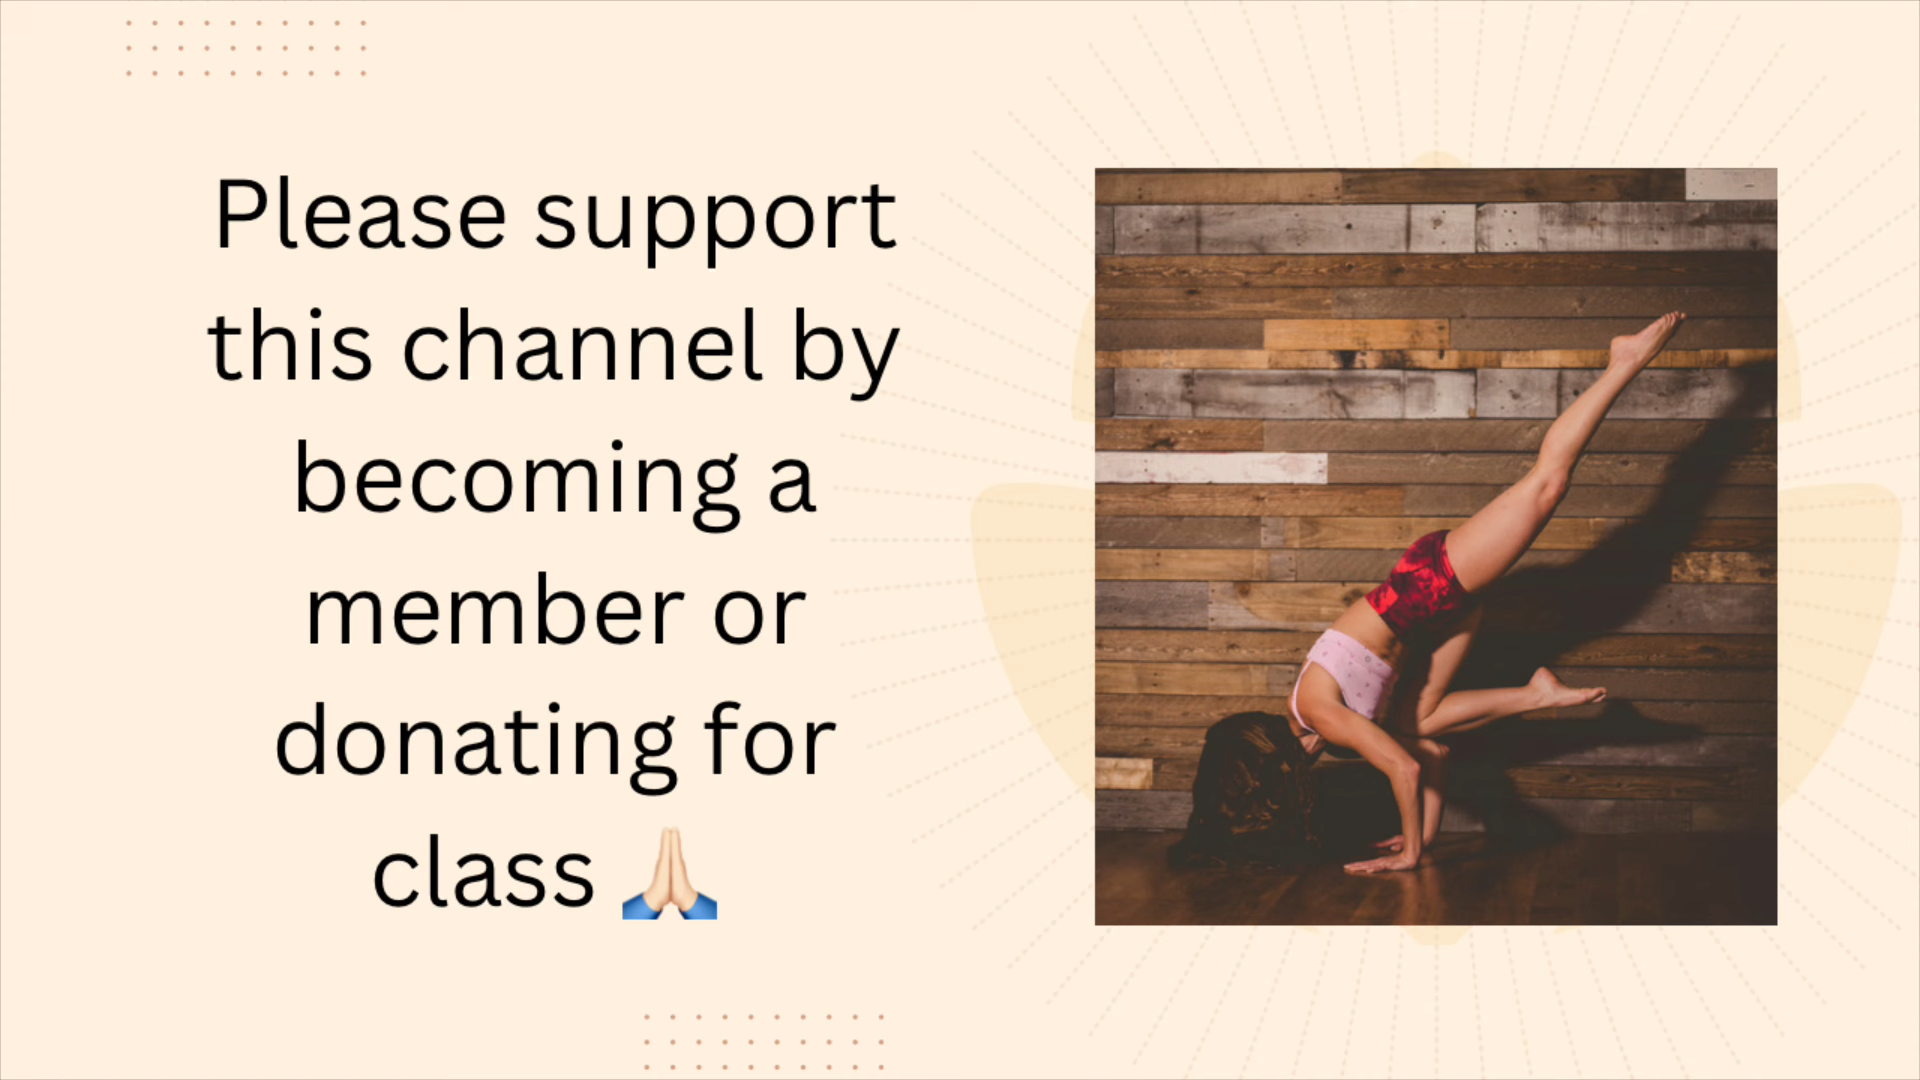 Please support
this channel by
becoming a
member or
donating for
class 🙏🏻